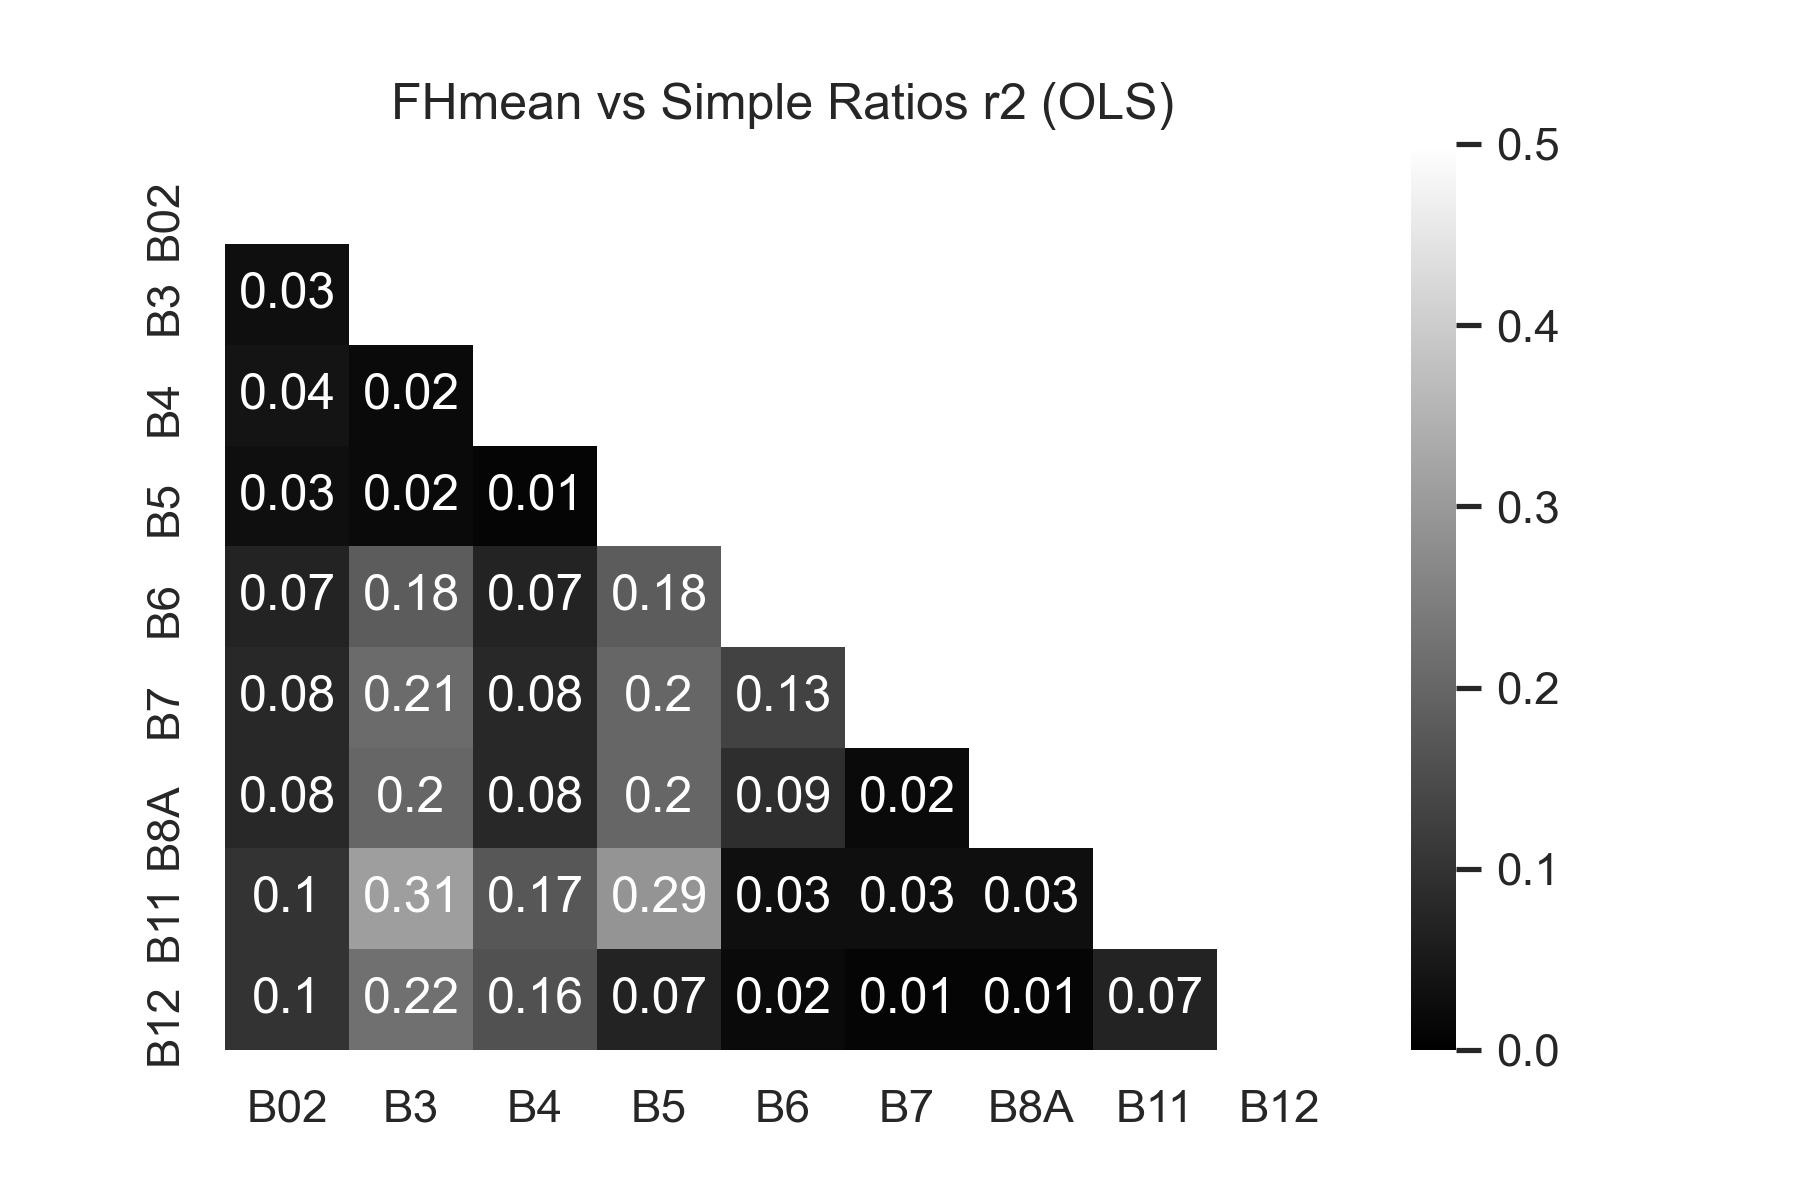 FHmean vs Simple Ratios r2 (OLS)
B02
B3 0.03
B4 0.04 0.02
B5 0.03 0.02 0.01
B6 0.07 0.18 0.07 0.18
B7 0.08 0.21 0.08 0.2 0.13
B8A 0.08 0.2 0.08 0.2 0.09 0.02
B11 0.1 0.31 0.17 0.29 0.03 0.03 0.03
B12 0.1 0.22 0.16 0.07 0.02 0.01 0.01 0.07
B02 B3 B4 B5 B6 B7 B8A B11 B12
0.5
0.4
0.3
0.2
0.1
0.0